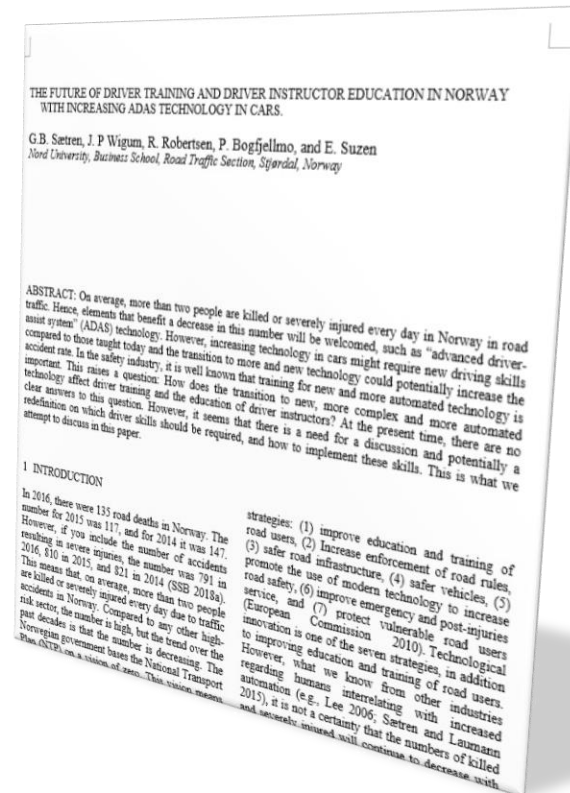 THE FUTURE OF DRIVER TRAINING AND DRIVER INSTRUCTOR EDUCATION IN NORWAY
WITH INCREASING ADAS TECHNOLOGY IN CARS.
G.B. Sætren, J. P Wigum, R. Robertsen, P. Bogfjellmo, and E. Suzen
Nord University, Business School, Road Traffic Section, Stjørdal, Norway
ABSTRACT: On average, more than two people are killed or severely injured every day in Norway in road
traffic. Hence, elements that benefit a decrease in this number will be welcomed, such as "advanced driver-
assist system" (ADAS) technology. However, increasing technology in cars might require new driving skills
compared to those taught today and the transition to more and new technology could potentially increase the
accident rate. In the safety industry, it is well known that training for new and more automated technology is
important. This raises a question: How does the transition to new, more complex and more automated
technology affect driver training and the education of driver instructors? At the present time, there are no
clear answers to this question. However, it seems that there is a need for a discussion and potentially a
redefinition on which driver skills should be required, and how to implement these skills. This is what we
attempt to discuss in this paper.
1 INTRODUCTION
In 2016, there were 135 road deaths in Norway. The
number for 2015 was 117, and for 2014 it was 147.
However, if you include the number of accidents
resulting in severe injuries, the number was 791 in
2016, 810 in 2015, and 821 in 2014 (SSB 2018a).
This means that, on average, more than two people
are killed or severely injured every day due to traffic
accidents in Norway. Compared to any other high-
risk sector, the number is high, but the trend over the
past decades is that the number is decreasing. The
Norwegian government bases the National Transport
Plan (NTP) on a vision of zero. This vision means
strategies: (1) improve education and training of
road users, (2) Increase enforcement of road rules,
(3) safer road infrastructure, (4) safer vehicles, (5)
promote the use of modern technology to increase
road safety, (6) improve emergency and post-injuries
service, and (7) protect vulnerable road users
(European Commission 2010). Technological
innovation is one of the seven strategies, in addition
to improving education and training of road users.
However, what we know from other industries
regarding humans interrelating with increased
automation (e.g., Lee 2006; Sætren and Laumann
2015), it is not a certainty that the numbers of killed
and severely injured will continue to decrease with